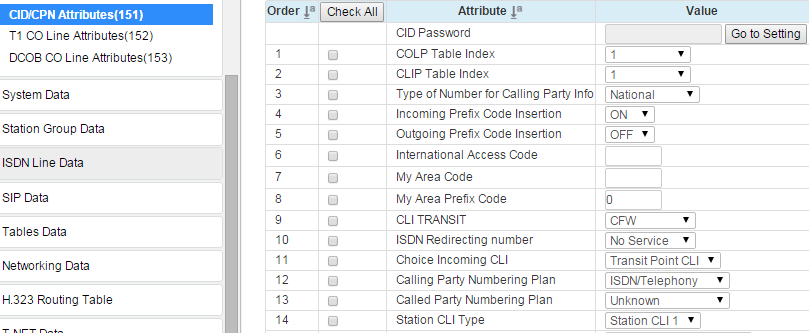 CID/CPN Attributes(151)
T1 CO Line Attributes(152)
DCOB CO Line Attributes(153)
System Data
Station Group Data
ISDN Line Data
SIP Data
Tables Data
Networking Data
H.323 Routing Table
T-NET Data
Order Check All Attribute Value
CID Password Go to Setting
1 COLP Table Index 1
2 CLIP Table Index 1
3 Type of Number for Calling Party Info National
4 Incoming Prefix Code Insertion ON
5 Outgoing Prefix Code Insertion OFF
6 International Access Code
7 My Area Code
8 My Area Prefix Code 0
9 CLI TRANSIT CFW
10 ISDN Redirecting number No Service
11 Choice Incoming CLI Transit Point CLI
12 Calling Party Numbering Plan ISDN/Telephony
13 Called Party Numbering Plan Unknown
14 Station CLI Type Station CLI 1